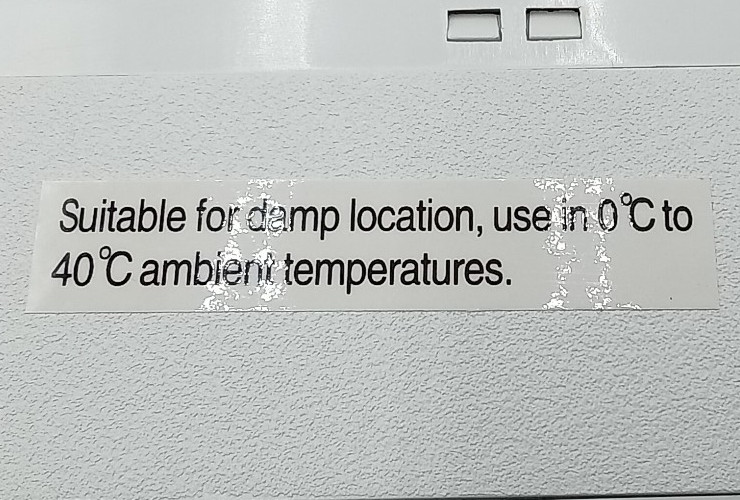 Suitable for damp location, use in 0℃ to
40℃ ambient temperatures.